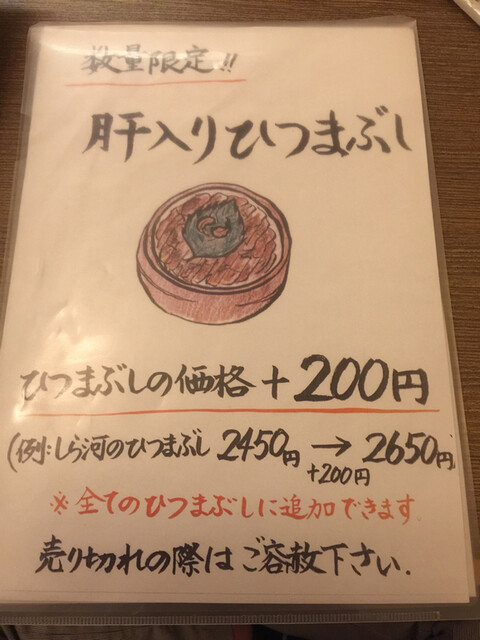 数量限定!!
肝入りひつまぶし
ひつまぶしの価格+200円
(例:しら河のひつまぶし 2450円→2650円
+200円
※全てのひつまぶしに追加できます.
売り切れの際はご容赦下さい.